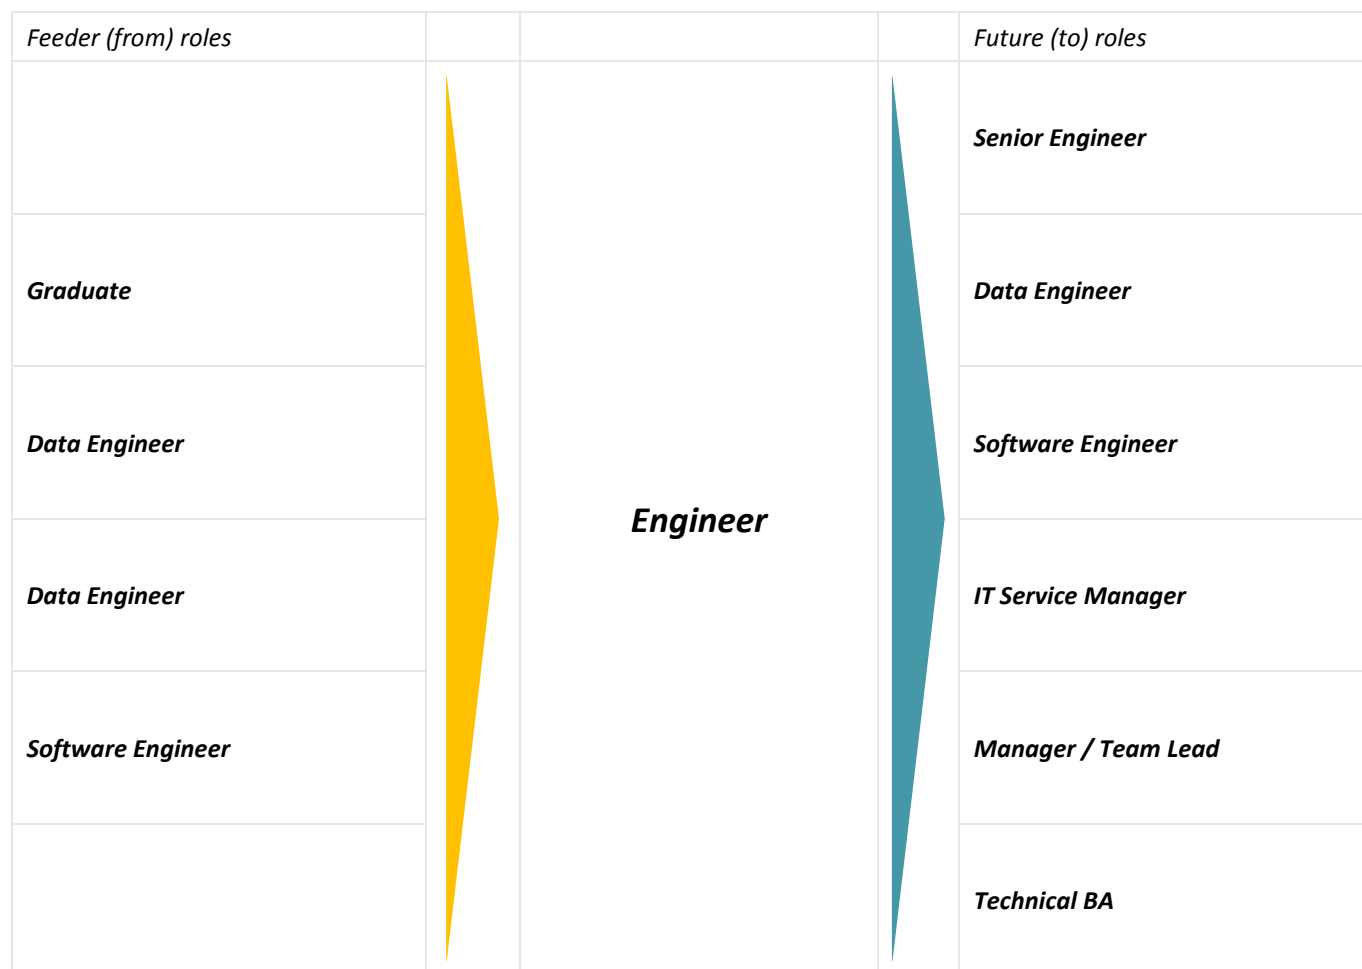 Feeder (from) roles
Future (to) roles
Senior Engineer
Graduate
Data Engineer
Data Engineer
Software Engineer
Engineer
Data Engineer
IT Service Manager
Software Engineer
Manager / Team Lead
Technical BA